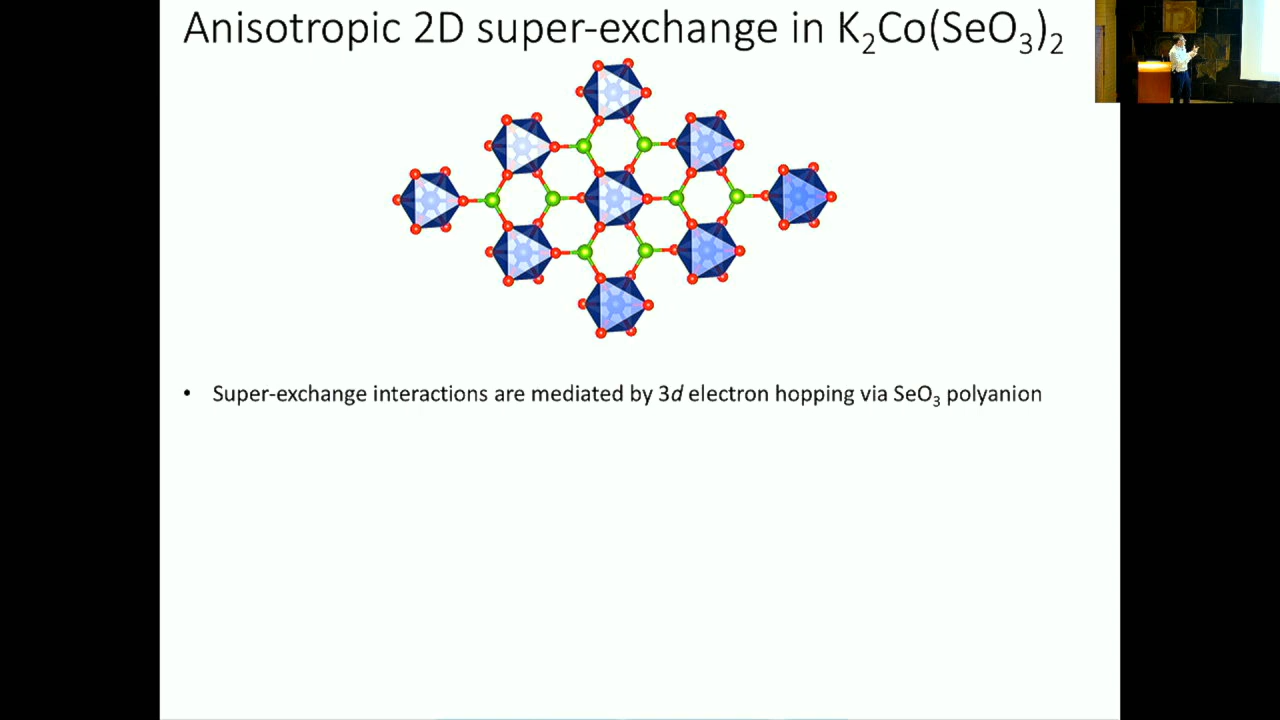 Anisotropic 2D super-exchange in K₂Co(SeO₃)₂
• Super-exchange interactions are mediated by 3d electron hopping via SeO₃ polyanion